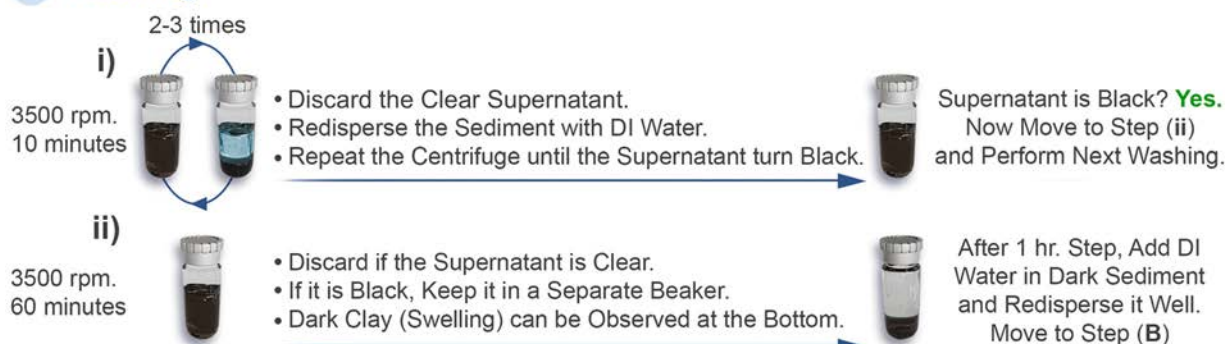 2-3 times
i)
3500 rpm.
10 minutes
• Discard the Clear Supernatant.
• Redisperse the Sediment with DI Water.
• Repeat the Centrifuge until the Supernatant turn Black.
Supernatant is Black? Yes.
Now Move to Step (ii)
and Perform Next Washing.
ii)
3500 rpm.
60 minutes
• Discard if the Supernatant is Clear.
• If it is Black, Keep it in a Separate Beaker.
• Dark Clay (Swelling) can be Observed at the Bottom.
After 1 hr. Step, Add DI
Water in Dark Sediment
and Redisperse it Well.
Move to Step (B)